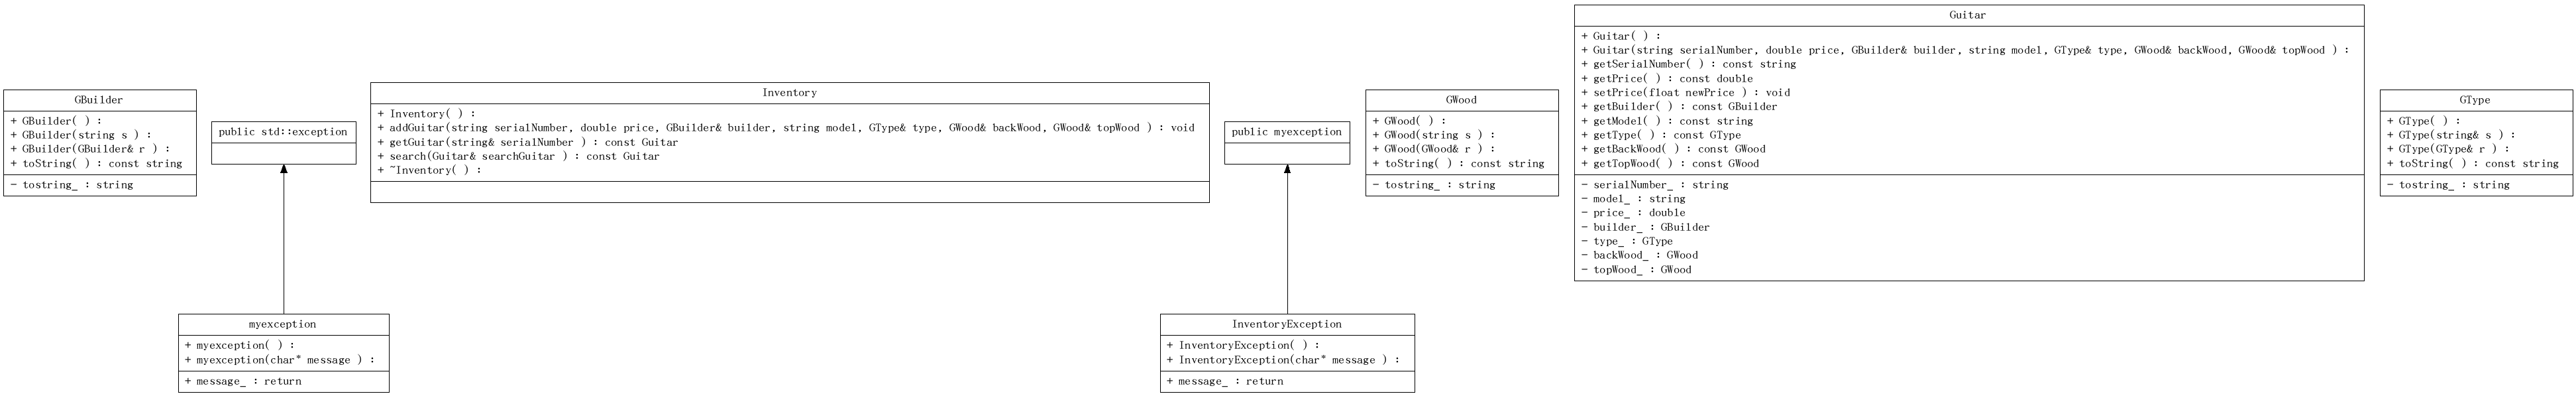 GBuilder
+ GBuilder( ) :
+ GBuilder(string s ) :
+ GBuilder(GBuilder& r ) :
+ toString( ) : const string
- tostring_ : string
public std::exception
Inventory
+ Inventory( ) :
+ addGuitar(string serialNumber, double price, GBuilder& builder, string model, GType& type, GWood& backWood, GWood& topWood ) : void
+ getGuitar(string& serialNumber ) : const Guitar
+ search(Guitar& searchGuitar ) : const Guitar
+ ~Inventory( ) :
public myexception
GWood
+ GWood( ) :
+ GWood(string s ) :
+ GWood(GWood& r ) :
+ toString( ) : const string
- tostring_ : string
Guitar
+ Guitar( ) :
+ Guitar(string serialNumber, double price, GBuilder& builder, string model, GType& type, GWood& backWood, GWood& topWood ) :
+ getSerialNumber( ) : const string
+ getPrice( ) : const double
+ setPrice(float newPrice ) : void
+ getBuilder( ) : const GBuilder
+ getModel( ) : const string
+ getType( ) : const GType
+ getBackWood( ) : const GWood
+ getTopWood( ) : const GWood
- serialNumber_ : string
- model_ : string
- price_ : double
- builder_ : GBuilder
- type_ : GType
- backWood_ : GWood
- topWood_ : GWood
GType
+ GType( ) :
+ GType(string& s ) :
+ GType(GType& r ) :
+ toString( ) : const string
- tostring_ : string
myexception
+ myexception( ) :
+ myexception(char* message ) :
+ message_ : return
InventoryException
+ InventoryException( ) :
+ InventoryException(char* message ) :
+ message_ : return